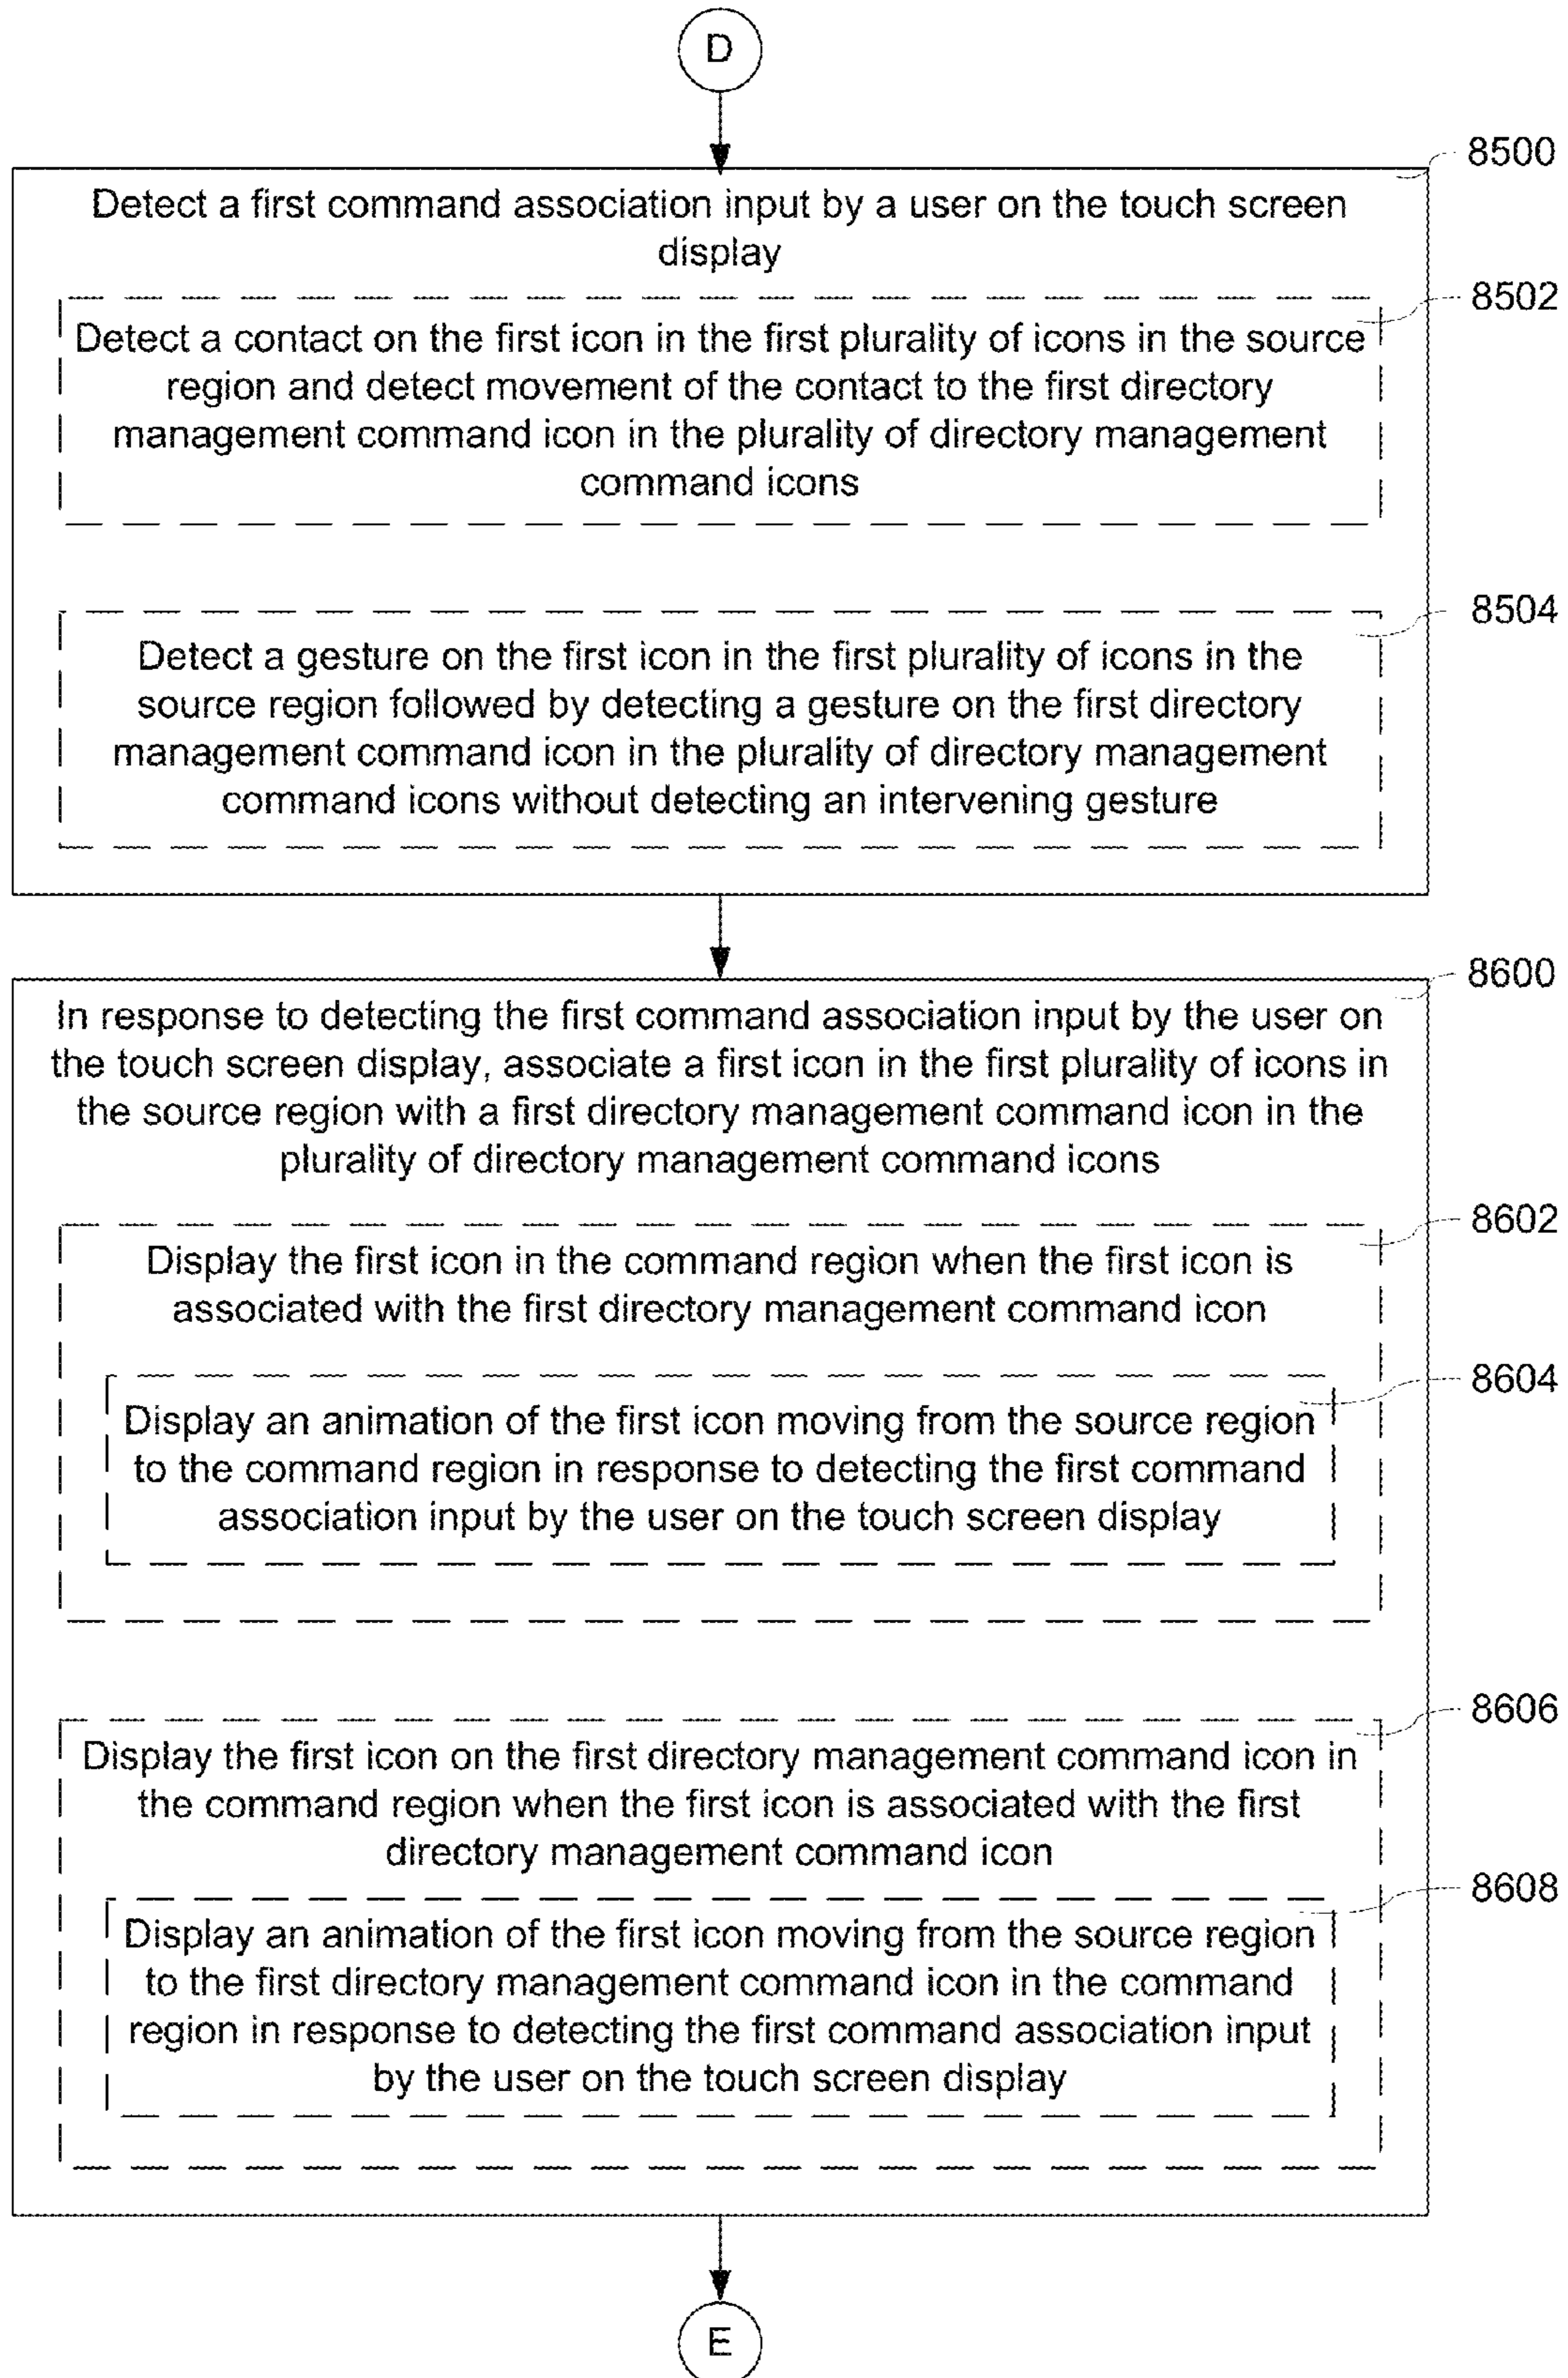 D
8500
Detect a first command association input by a user on the touch screen
display
8502
Detect a contact on the first icon in the first plurality of icons in the source
region and detect movement of the contact to the first directory
management command icon in the plurality of directory management
command icons
8504
Detect a gesture on the first icon in the first plurality of icons in the
source region followed by detecting a gesture on the first directory
management command icon in the plurality of directory management
command icons without detecting an intervening gesture
8600
In response to detecting the first command association input by the user on
the touch screen display, associate a first icon in the first plurality of icons in
the source region with a first directory management command icon in the
plurality of directory management command icons
8602
Display the first icon in the command region when the first icon is
associated with the first directory management command icon
8604
Display an animation of the first icon moving from the source region
to the command region in response to detecting the first command
association input by the user on the touch screen display
8606
Display the first icon on the first directory management command icon in
the command region when the first icon is associated with the first
directory management command icon
8608
Display an animation of the first icon moving from the source region
to the first directory management command icon in the command
region in response to detecting the first command association input
by the user on the touch screen display
E